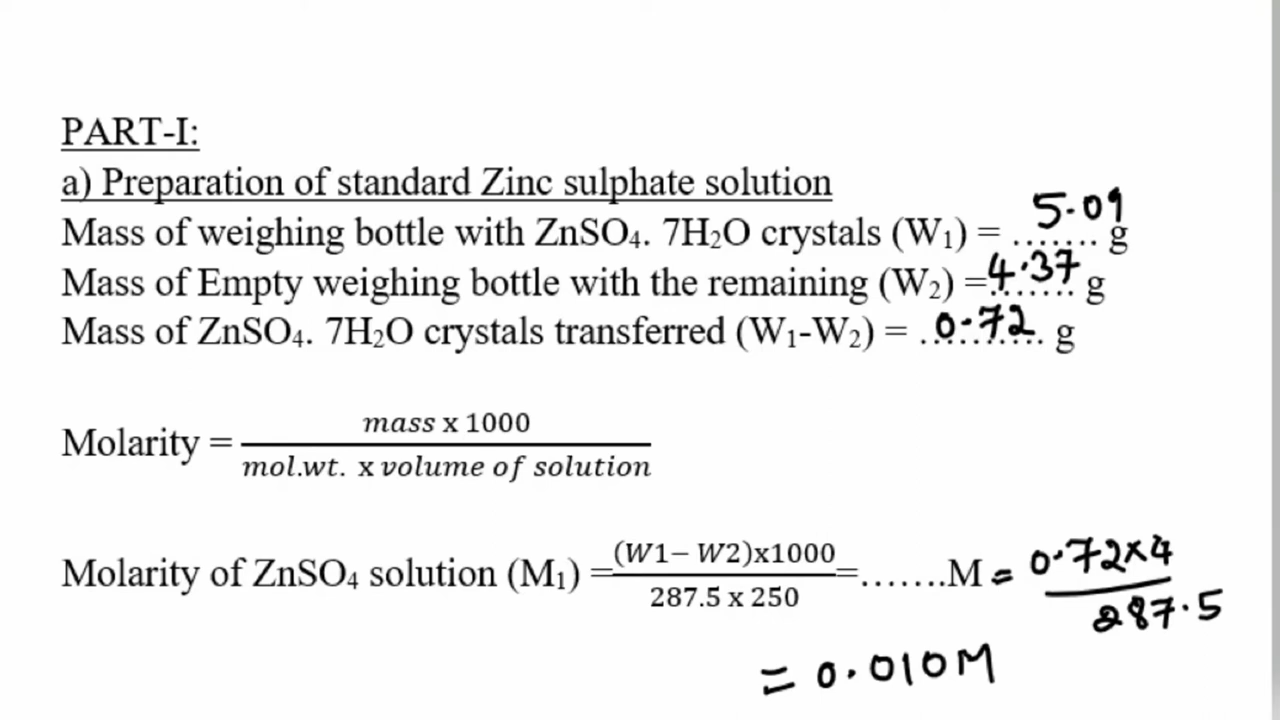 PART-I:
a) Preparation of standard Zinc sulphate solution
Mass of weighing bottle with ZnSO₄. 7H₂O crystals (W₁) = ....... g 5.09
Mass of Empty weighing bottle with the remaining (W₂) =....... g 4.37
Mass of ZnSO₄. 7H₂O crystals transferred (W₁-W₂) = .......... g 0.72
Molarity = mass x 1000 / mol.wt. x volume of solution
Molarity of ZnSO₄ solution (M₁) = (W1− W2)x1000 / 287.5 x 250 =.......M = 0.72x4 / 287.5
= 0.010M